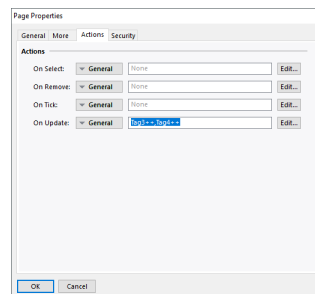 Page Properties
General More Actions Security
Actions
On Select: General None Edit...
On Remove: General None Edit...
On Tick: General None Edit...
On Update: General Tag3++,Tag4++ Edit...
OK Cancel